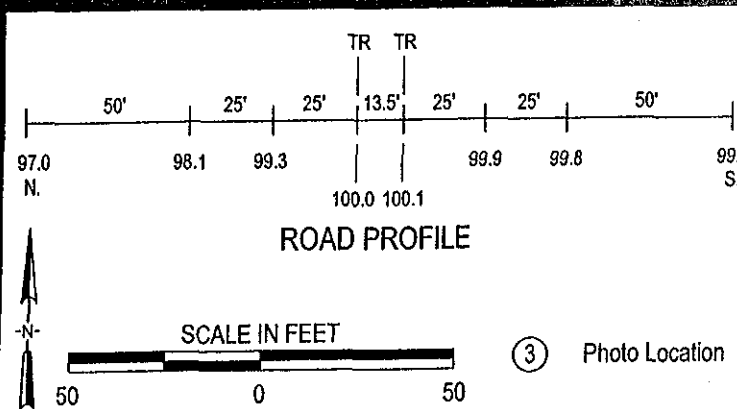 TR TR
50' 25' 25' 13.5' 25' 25' 50'
97.0 98.1 99.3 99.9 99.8 99.
N. S
100.0 100.1
ROAD PROFILE
-N-
SCALE IN FEET
3 Photo Location
50 0 50